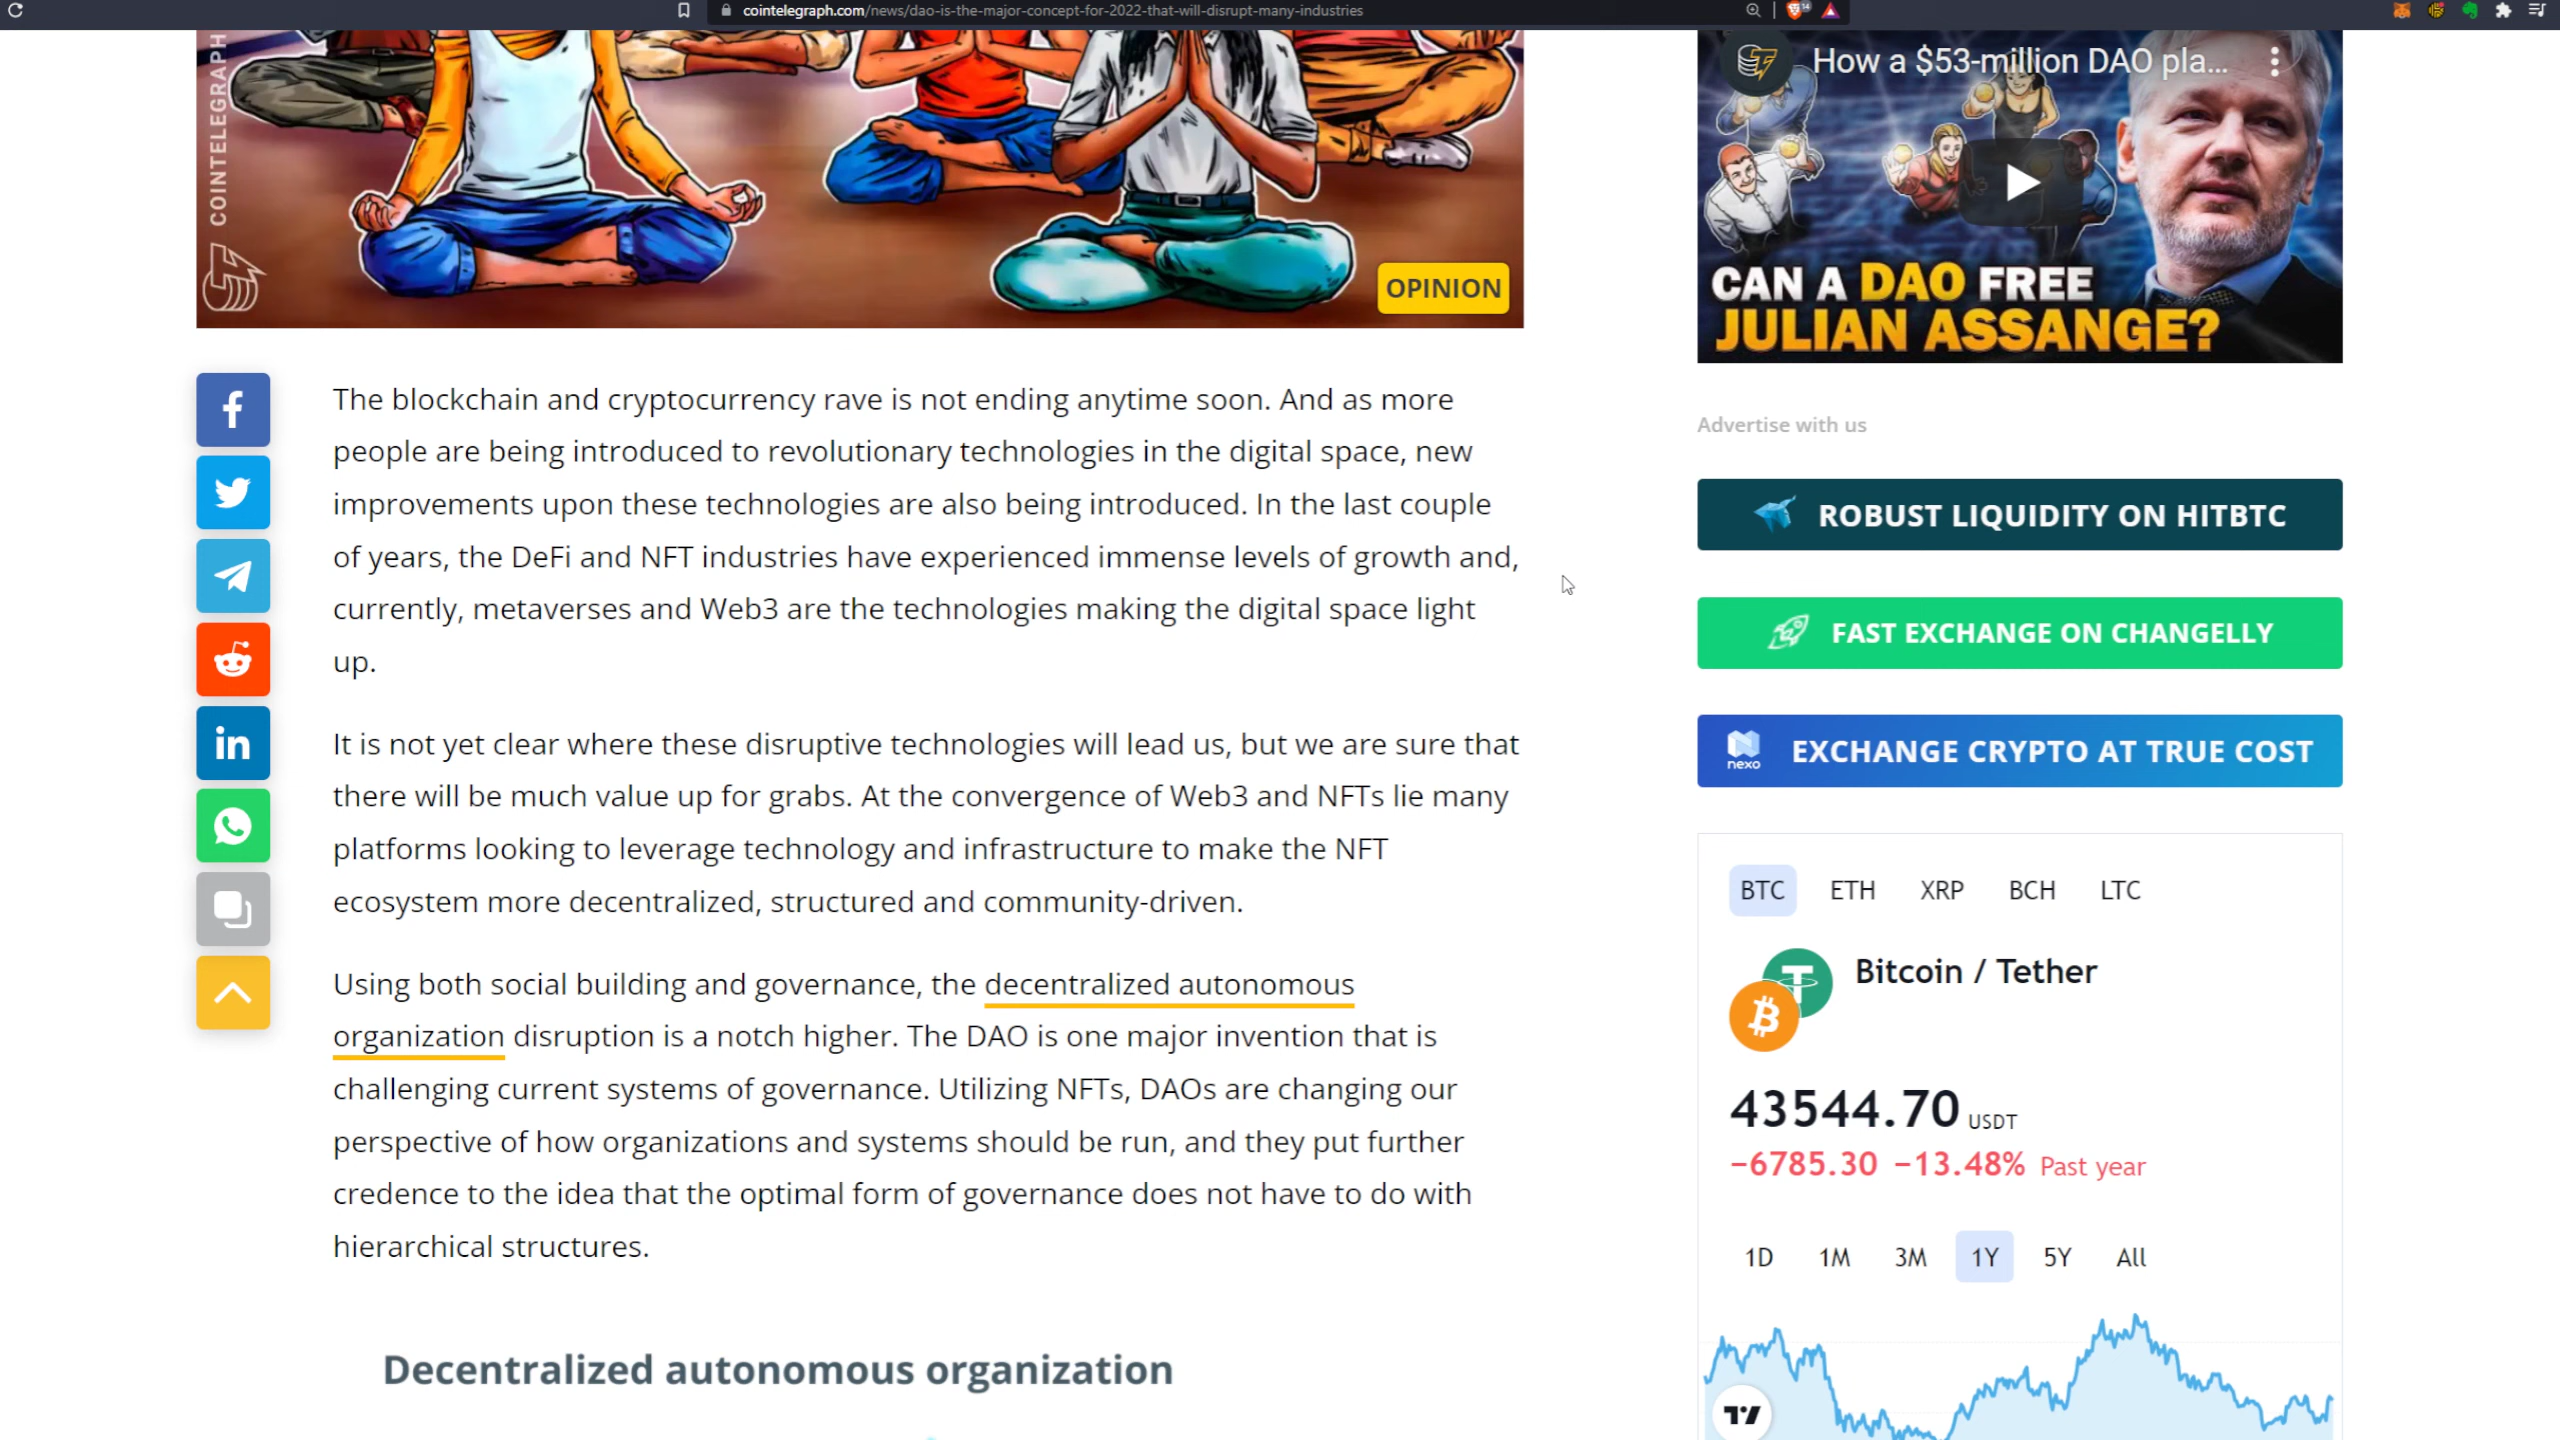 cointelegraph.com/news/dao-is-the-major-concept-for-2022-that-will-disrupt-many-industries
14
COINTELEGRAPH
OPINION
The blockchain and cryptocurrency rave is not ending anytime soon. And as more
people are being introduced to revolutionary technologies in the digital space, new
improvements upon these technologies are also being introduced. In the last couple
of years, the DeFi and NFT industries have experienced immense levels of growth and,
currently, metaverses and Web3 are the technologies making the digital space light
up.
It is not yet clear where these disruptive technologies will lead us, but we are sure that
there will be much value up for grabs. At the convergence of Web3 and NFTs lie many
platforms looking to leverage technology and infrastructure to make the NFT
ecosystem more decentralized, structured and community-driven.
Using both social building and governance, the decentralized autonomous
organization disruption is a notch higher. The DAO is one major invention that is
challenging current systems of governance. Utilizing NFTs, DAOs are changing our
perspective of how organizations and systems should be run, and they put further
credence to the idea that the optimal form of governance does not have to do with
hierarchical structures.
Decentralized autonomous organization
How a $53-million DAO pla...
CAN A DAO FREE
JULIAN ASSANGE?
Advertise with us
ROBUST LIQUIDITY ON HITBTC
FAST EXCHANGE ON CHANGELLY
nexo EXCHANGE CRYPTO AT TRUE COST
BTC ETH XRP BCH LTC
Bitcoin / Tether
43544.70 USDT
−6785.30 −13.48% Past year
1D 1M 3M 1Y 5Y All